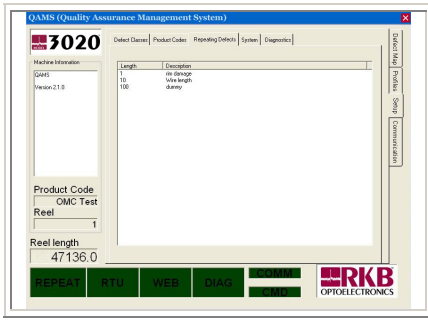 QAMS (Quality Assurance Management System)
3020
Defect Classes Product Codes Repeating Defects System Diagnostics
Machine Information
QAMS
Version 2.1.0
Length Description
1 rim damage
10 Wire length
100 dummy
Defect Map
Profiles
Setup
Communication
Product Code
OMC Test
Reel
1
Reel length
47136.0
REPEAT RTU WEB DIAG COMM
CMD
RKB
OPTOELECTRONICS